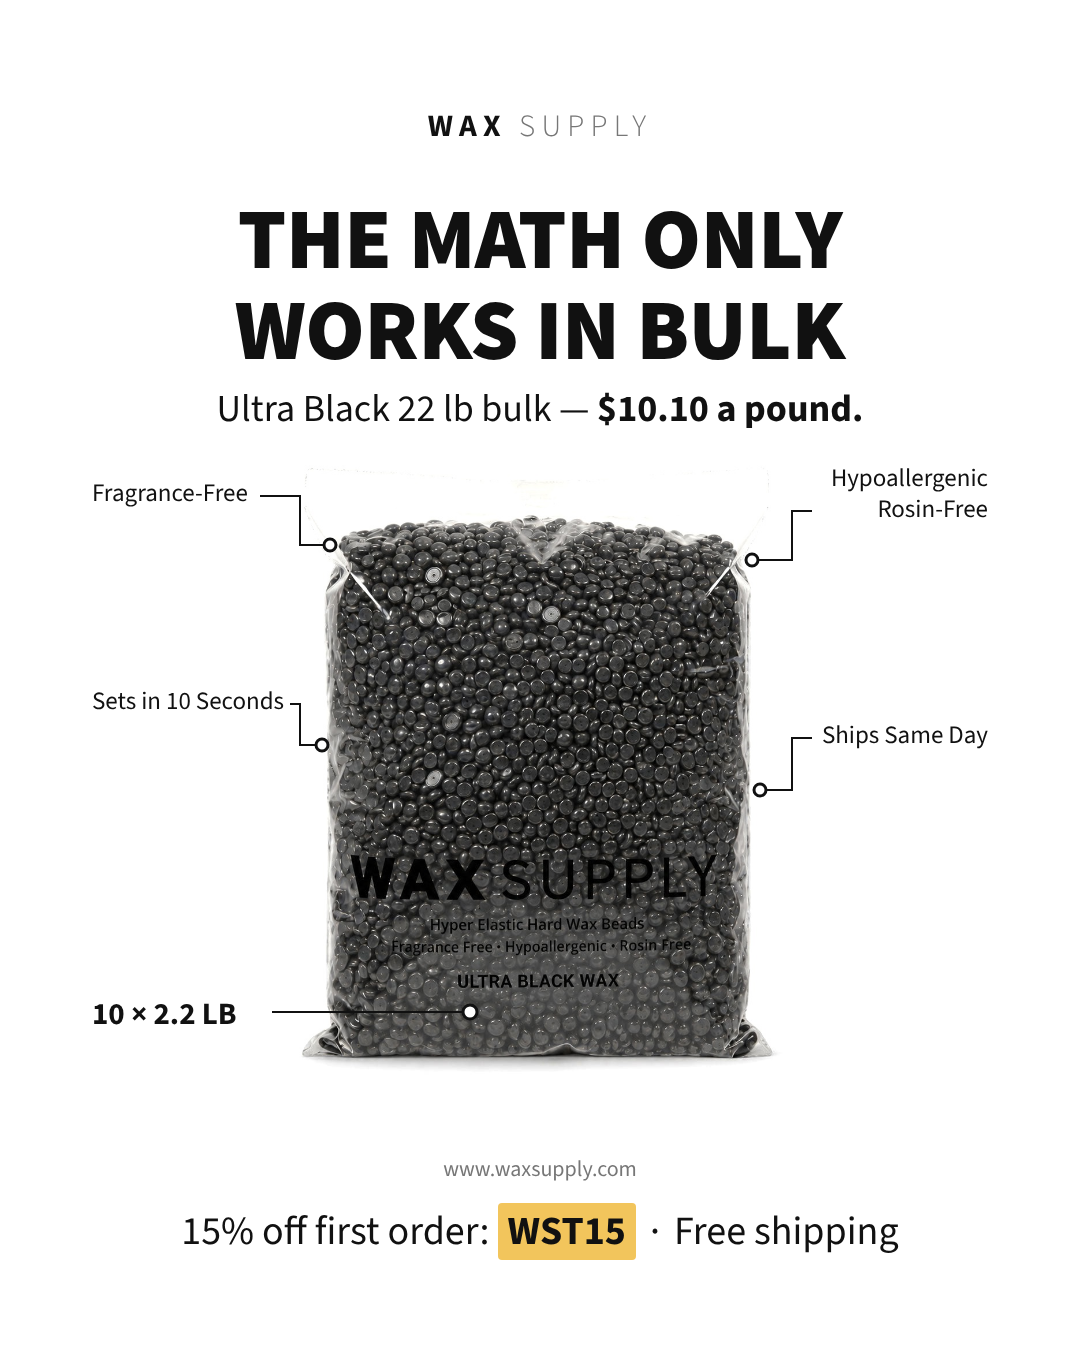 WAX SUPPLY
THE MATH ONLY
WORKS IN BULK
Ultra Black 22 lb bulk — $10.10 a pound.
Fragrance-Free
Hypoallergenic
Rosin-Free
Sets in 10 Seconds
Ships Same Day
WAX SUPPLY
Hyper Elastic Hard Wax Beads
Fragrance Free • Hypoallergenic • Rosin Free
ULTRA BLACK WAX
10 × 2.2 LB
www.waxsupply.com
15% off first order: WST15 · Free shipping